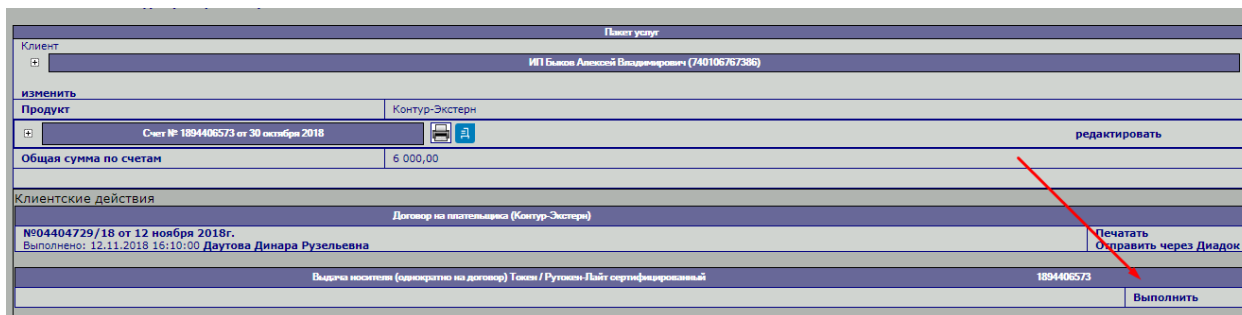 Пакет услуг
Клиент
ИП Быков Алексей Владимирович (740106767386)
изменить
Продукт Контур-Экстерн
Счет № 1894406573 от 30 октября 2018 редактировать
Общая сумма по счетам 6 000,00
Клиентские действия
Договор на плательщика (Контур-Экстерн)
№04404729/18 от 12 ноября 2018г. Печатать
Выполнено: 12.11.2018 16:10:00 Даутова Динара Рузельевна Отправить через Диадок
Выдача носителя (однократно на договор) Токен / Рутокен-Лайт сертифицированный 1894406573
Выполнить